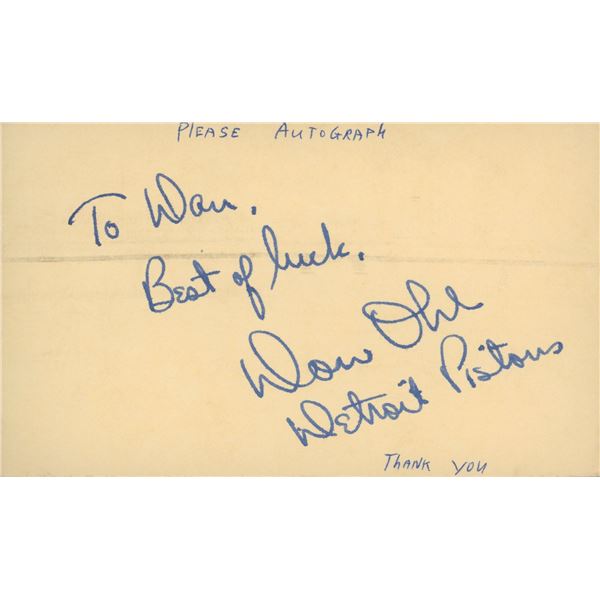 PLEASE AUTOGRAPH
To Don,
Best of luck.
Don Ohl
Detroit Pistons
THANK YOU